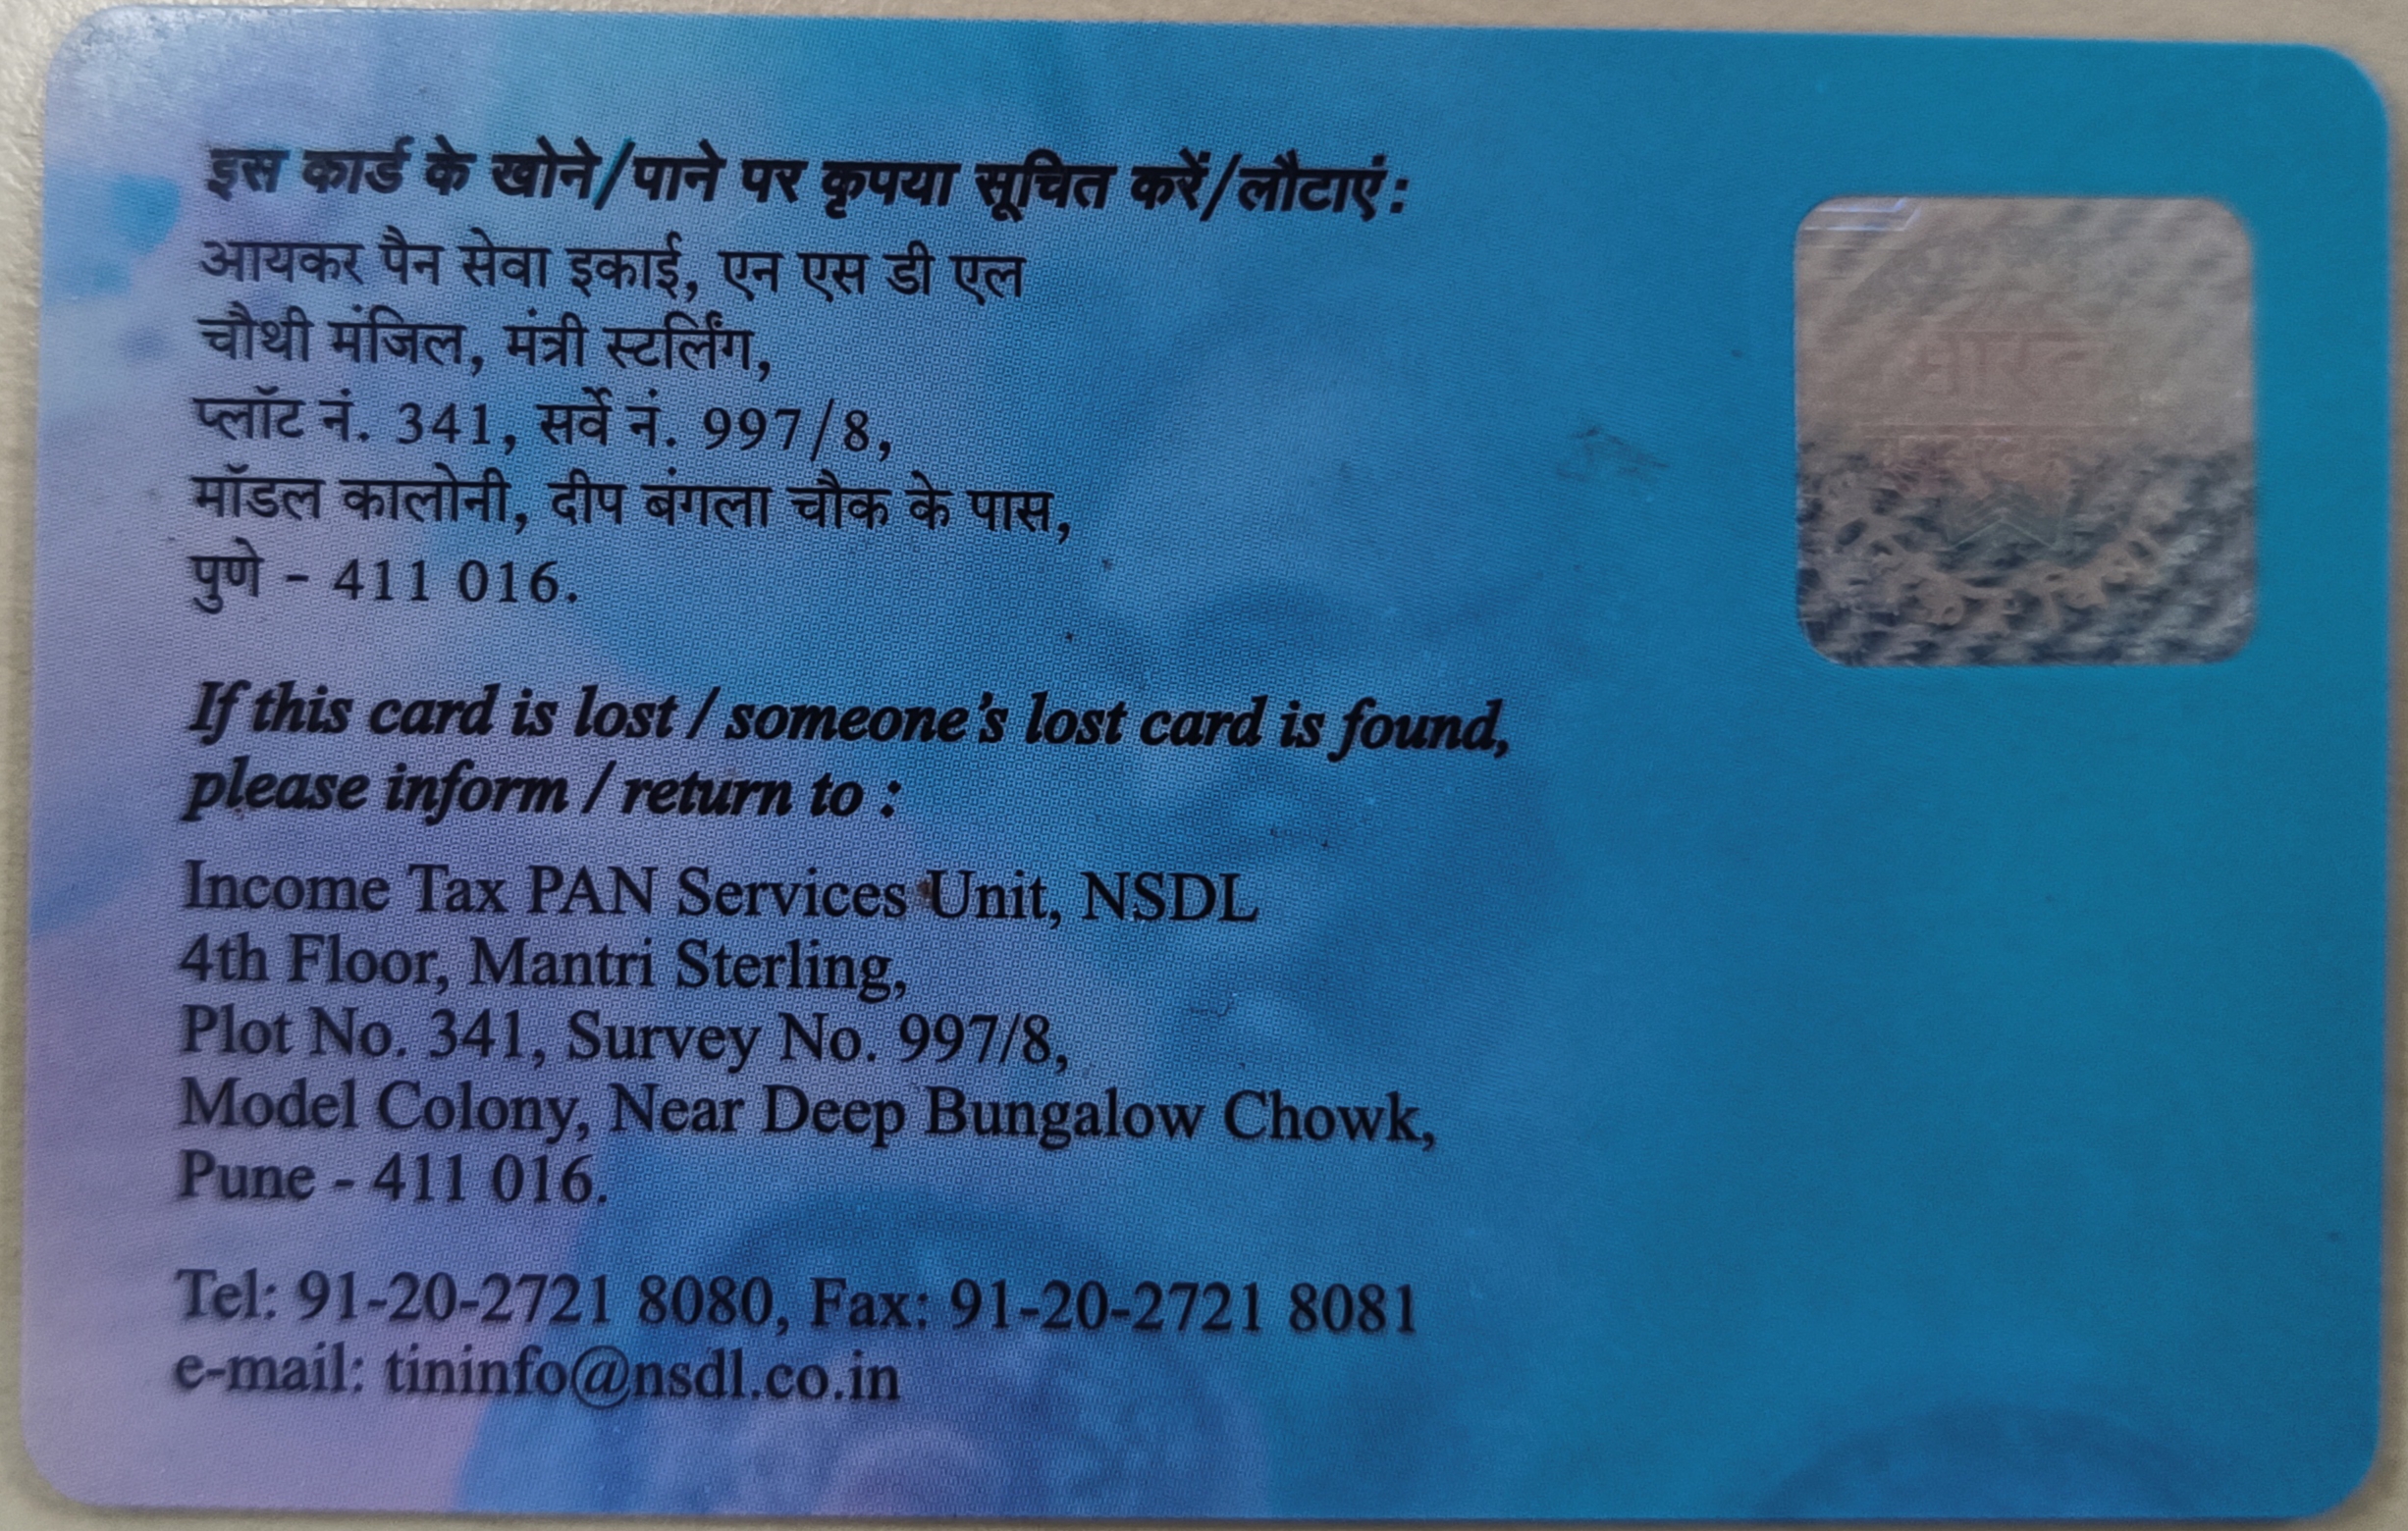 इस कार्ड के खोने/पाने पर कृपया सूचित करें/लौटाएं:
आयकर पैन सेवा इकाई, एन एस डी एल
चौथी मंजिल, मंत्री स्टर्लिंग,
प्लॉट नं. 341, सर्वे नं. 997/8,
मॉडल कालोनी, दीप बंगला चौक के पास,
पुणे - 411 016.
If this card is lost / someone's lost card is found,
please inform / return to :
Income Tax PAN Services Unit, NSDL
4th Floor, Mantri Sterling,
Plot No. 341, Survey No. 997/8,
Model Colony, Near Deep Bungalow Chowk,
Pune - 411 016.
Tel: 91-20-2721 8080, Fax: 91-20-2721 8081
e-mail: tininfo@nsdl.co.in
भारत